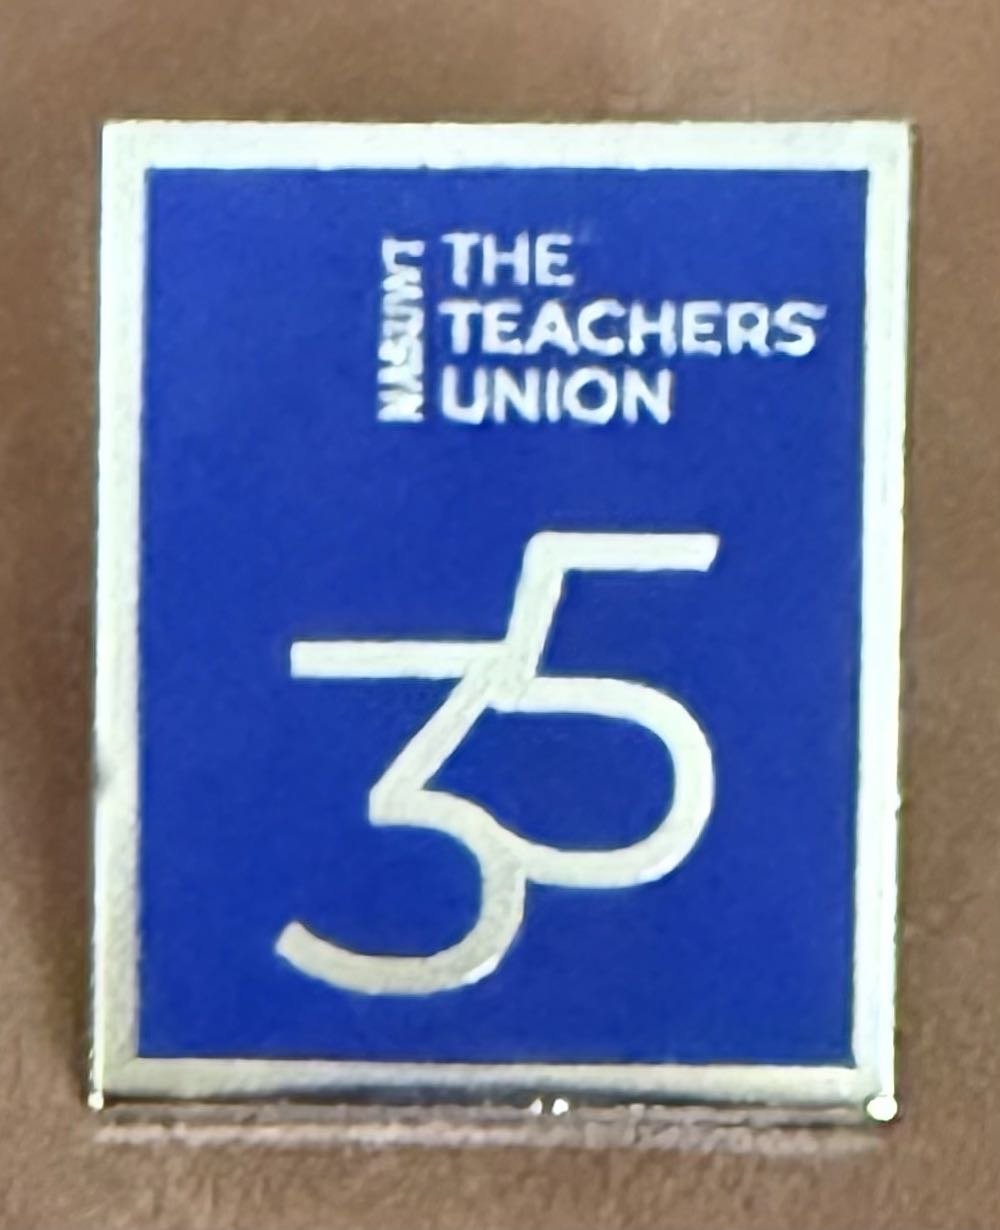 NASUWT
THE
TEACHERS'
UNION
35